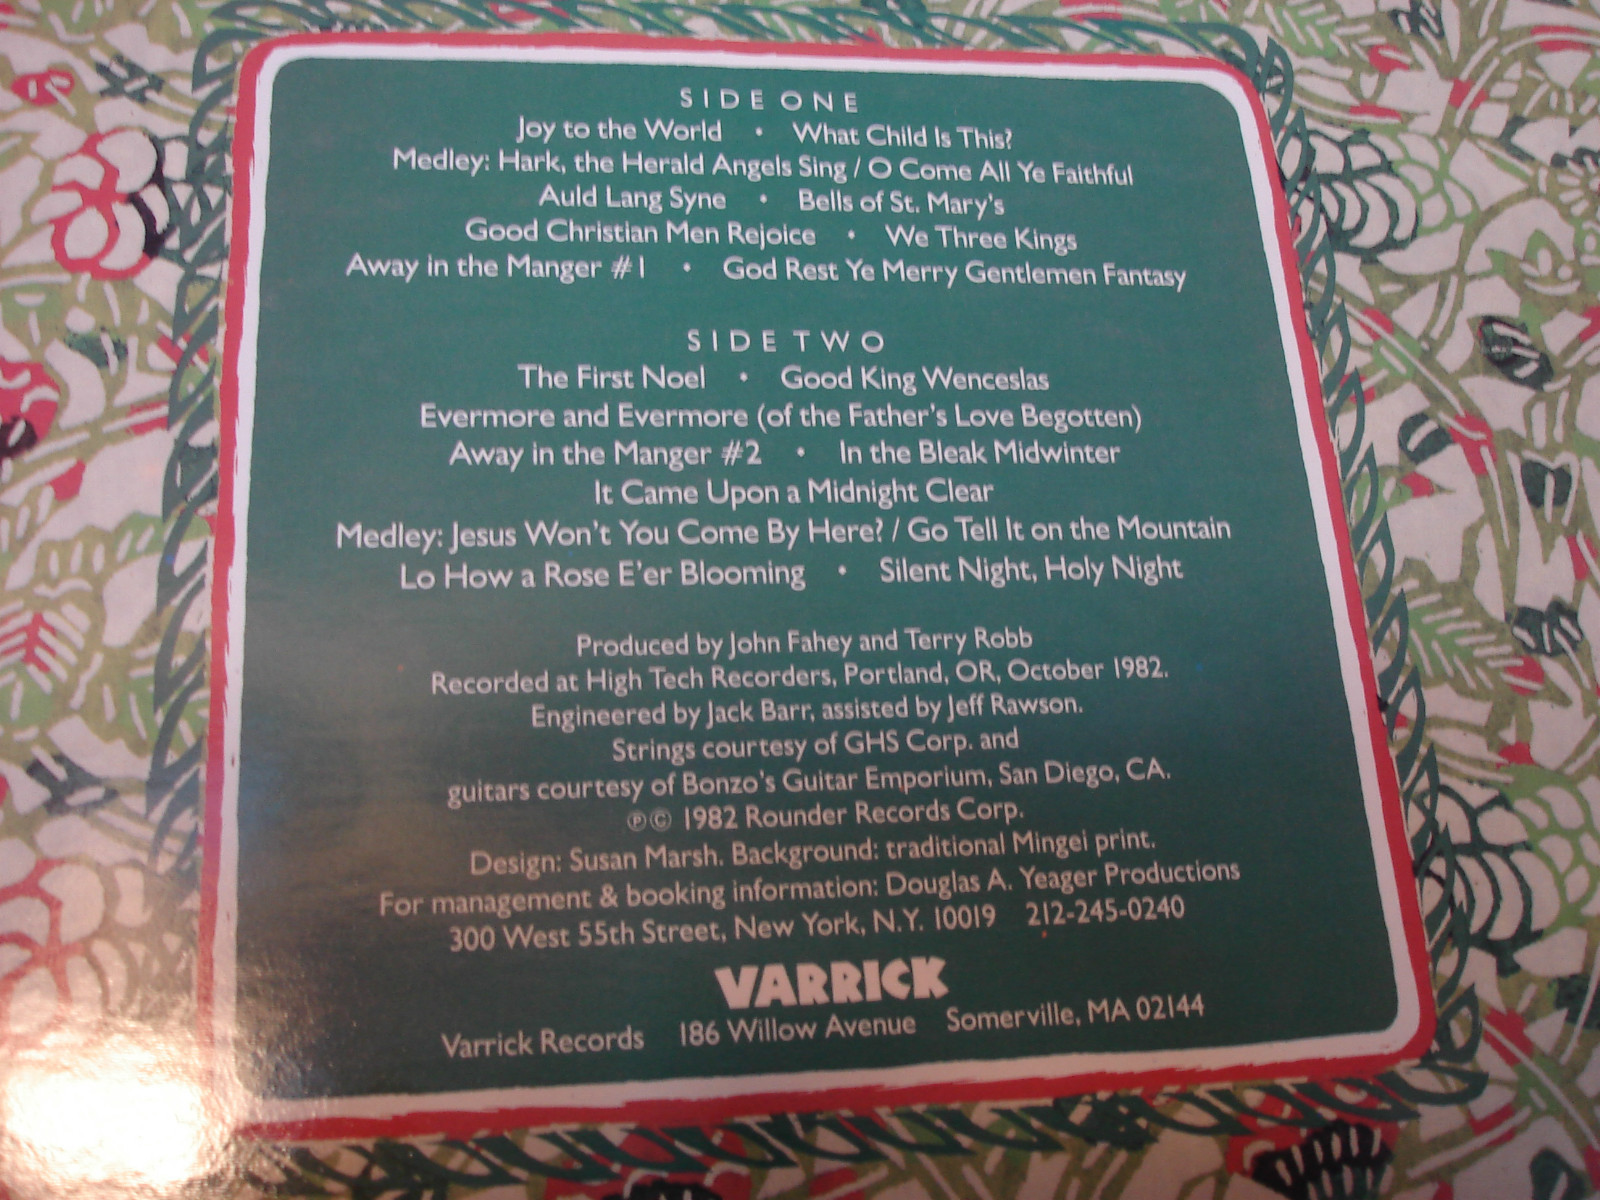 SIDE ONE
Joy to the World • What Child Is This?
Medley: Hark, the Herald Angels Sing / O Come All Ye Faithful
Auld Lang Syne • Bells of St. Mary's
Good Christian Men Rejoice • We Three Kings
Away in the Manger #1 • God Rest Ye Merry Gentlemen Fantasy
SIDE TWO
The First Noel • Good King Wenceslas
Evermore and Evermore (of the Father's Love Begotten)
Away in the Manger #2 • In the Bleak Midwinter
It Came Upon a Midnight Clear
Medley: Jesus Won't You Come By Here? / Go Tell It on the Mountain
Lo How a Rose E'er Blooming • Silent Night, Holy Night
Produced by John Fahey and Terry Robb
Recorded at High Tech Recorders, Portland, OR, October 1982.
Engineered by Jack Barr, assisted by Jeff Rawson.
Strings courtesy of GHS Corp. and
guitars courtesy of Bonzo's Guitar Emporium, San Diego, CA.
℗© 1982 Rounder Records Corp.
Design: Susan Marsh. Background: traditional Mingei print.
For management & booking information: Douglas A. Yeager Productions
300 West 55th Street, New York, N.Y. 10019 212-245-0240
VARRICK
Varrick Records 186 Willow Avenue Somerville, MA 02144